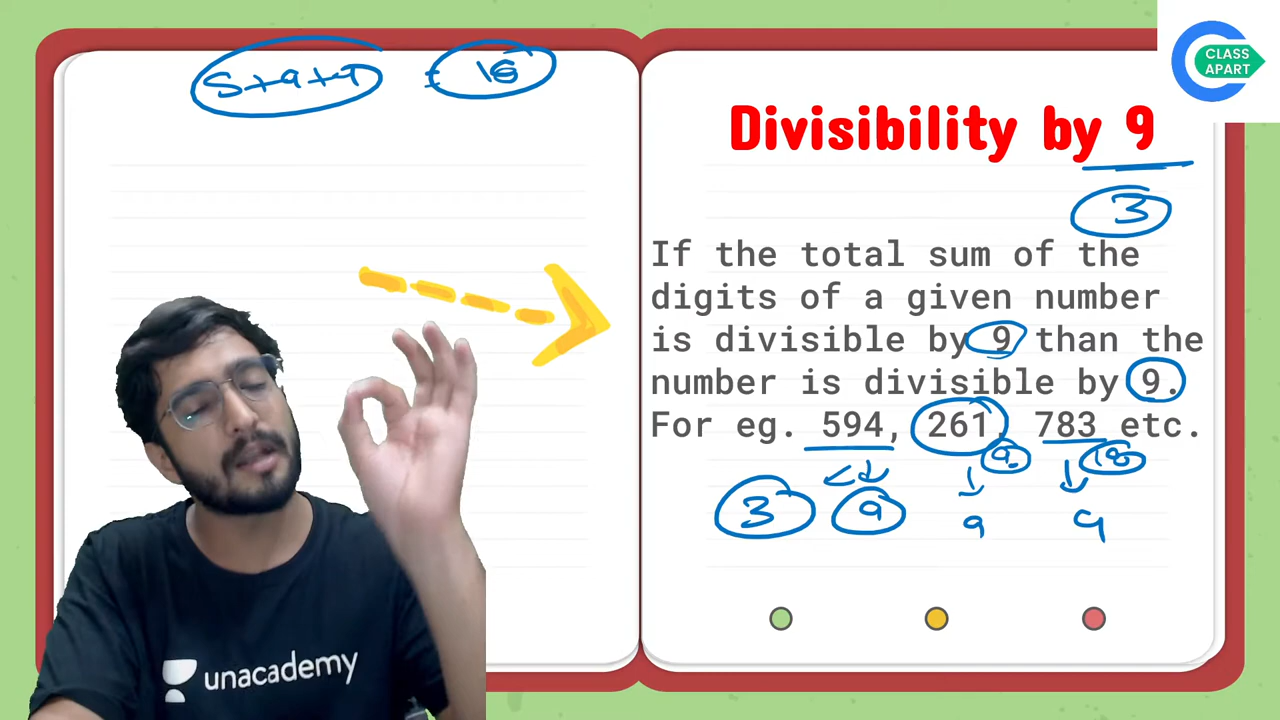 5+9+4 = 18
CLASS
APART
Divisibility by 9
3
If the total sum of the
digits of a given number
is divisible by 9 than the
number is divisible by 9.
For eg. 594, 261, 783 etc.
9 18
3 9 9 9
unacademy